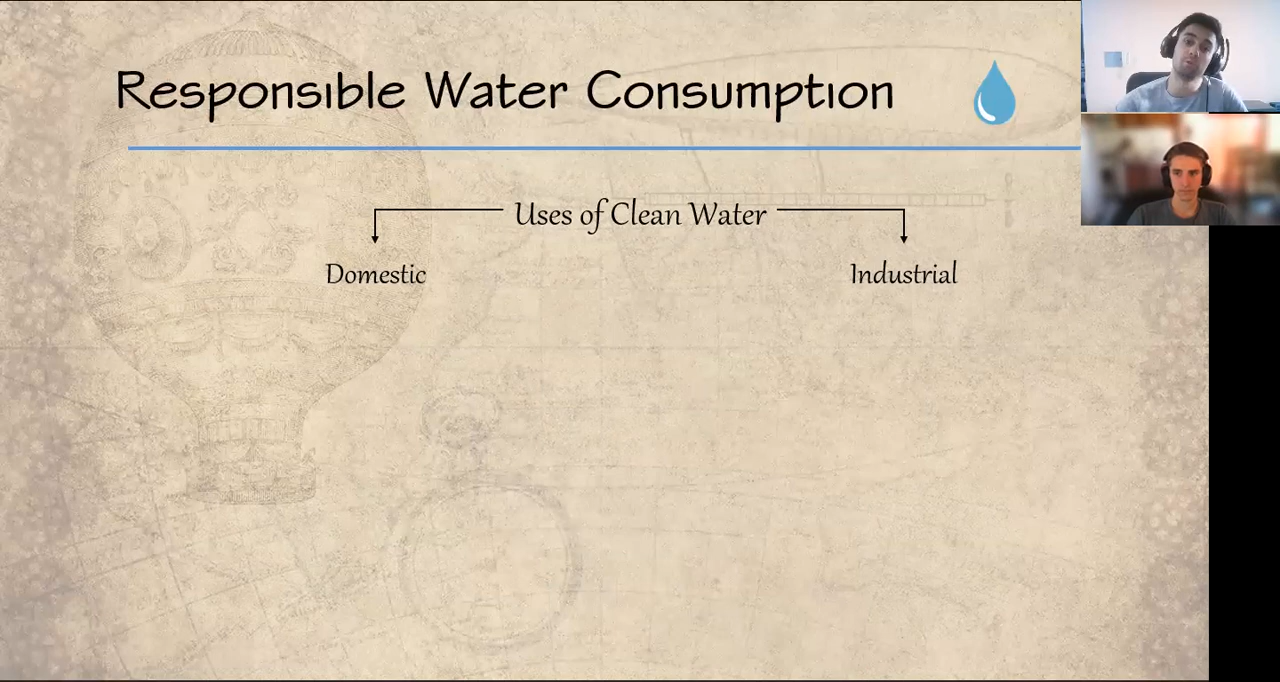 Responsible Water Consumption
Uses of Clean Water
Domestic
Industrial